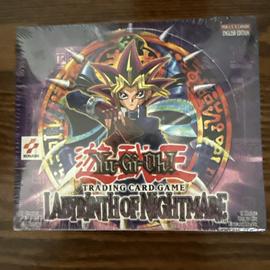 ENGLISH EDITION
遊☆戯☆王
Yu-Gi-Oh!
TRADING CARD GAME
KONAMI
LABYRINTH OF NIGHTMARE